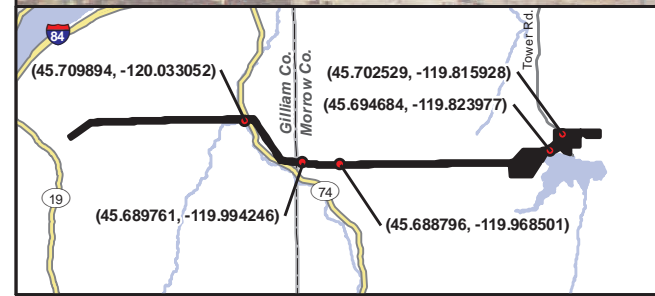 84
Tower Rd.
(45.709894, -120.033052)
(45.702529, -119.815928)
(45.694684, -119.823977)
Gilliam Co.
Morrow Co.
19
74
(45.689761, -119.994246)
(45.688796, -119.968501)